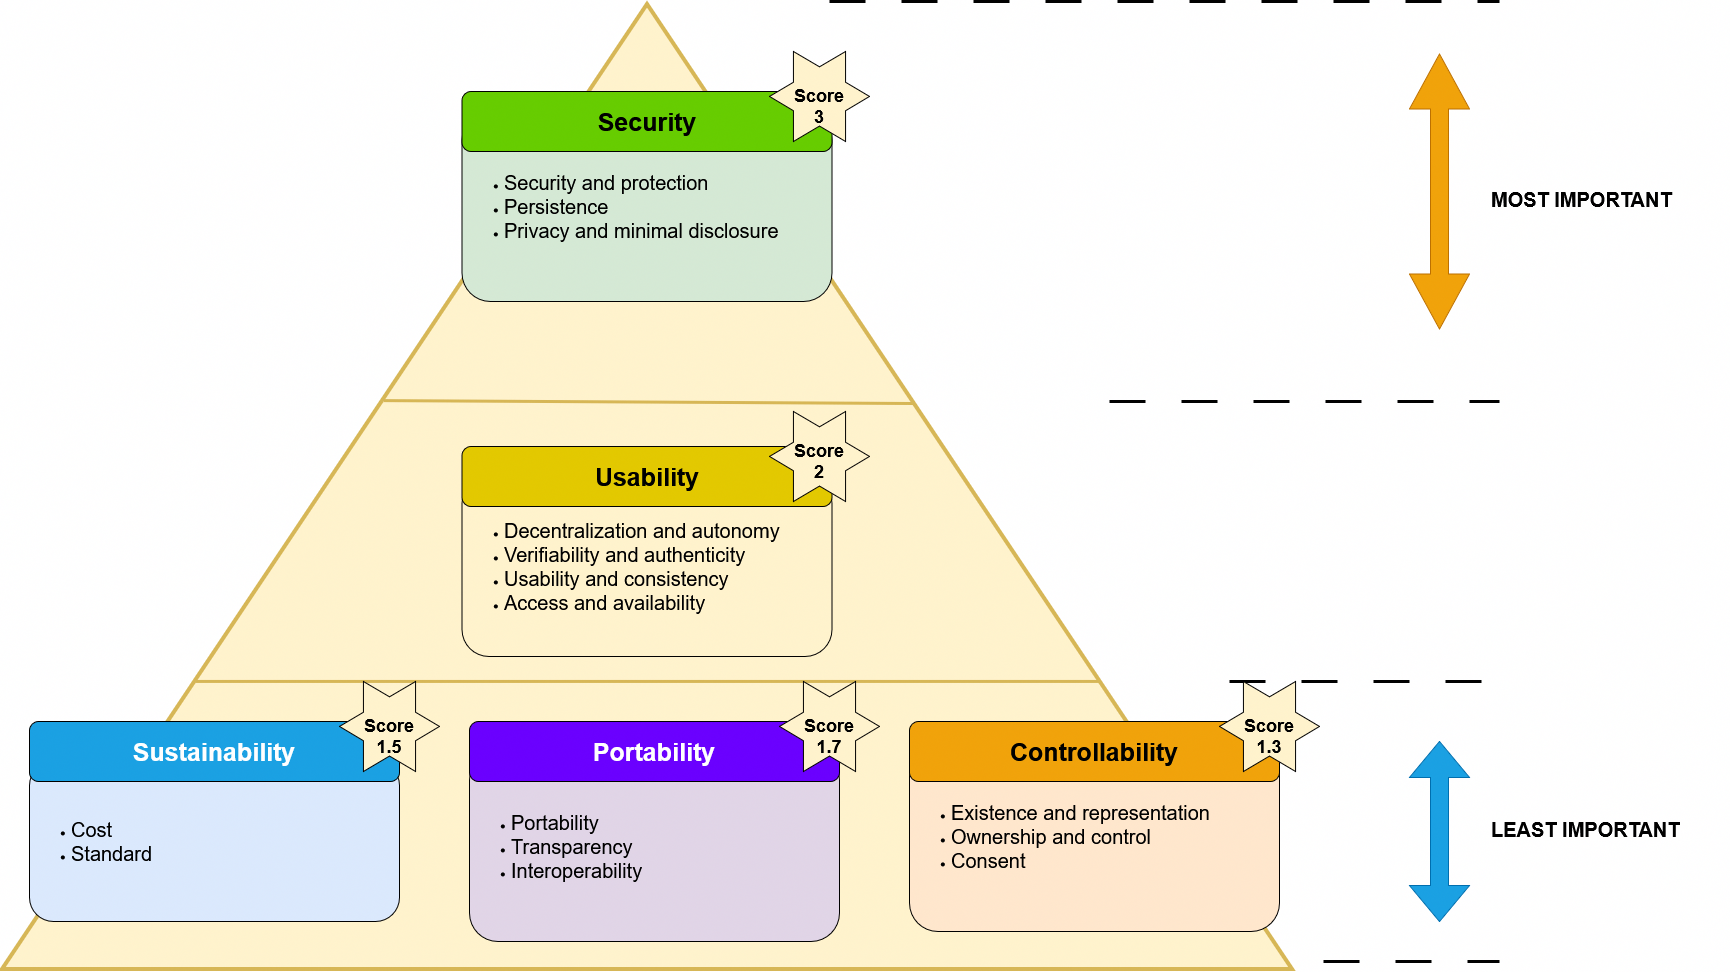 Score
3
Security
• Security and protection
• Persistence
• Privacy and minimal disclosure
MOST IMPORTANT
Score
2
Usability
• Decentralization and autonomy
• Verifiability and authenticity
• Usability and consistency
• Access and availability
Score
1.5
Sustainability
• Cost
• Standard
Score
1.7
Portability
• Portability
• Transparency
• Interoperability
Score
1.3
Controllability
• Existence and representation
• Ownership and control
• Consent
LEAST IMPORTANT